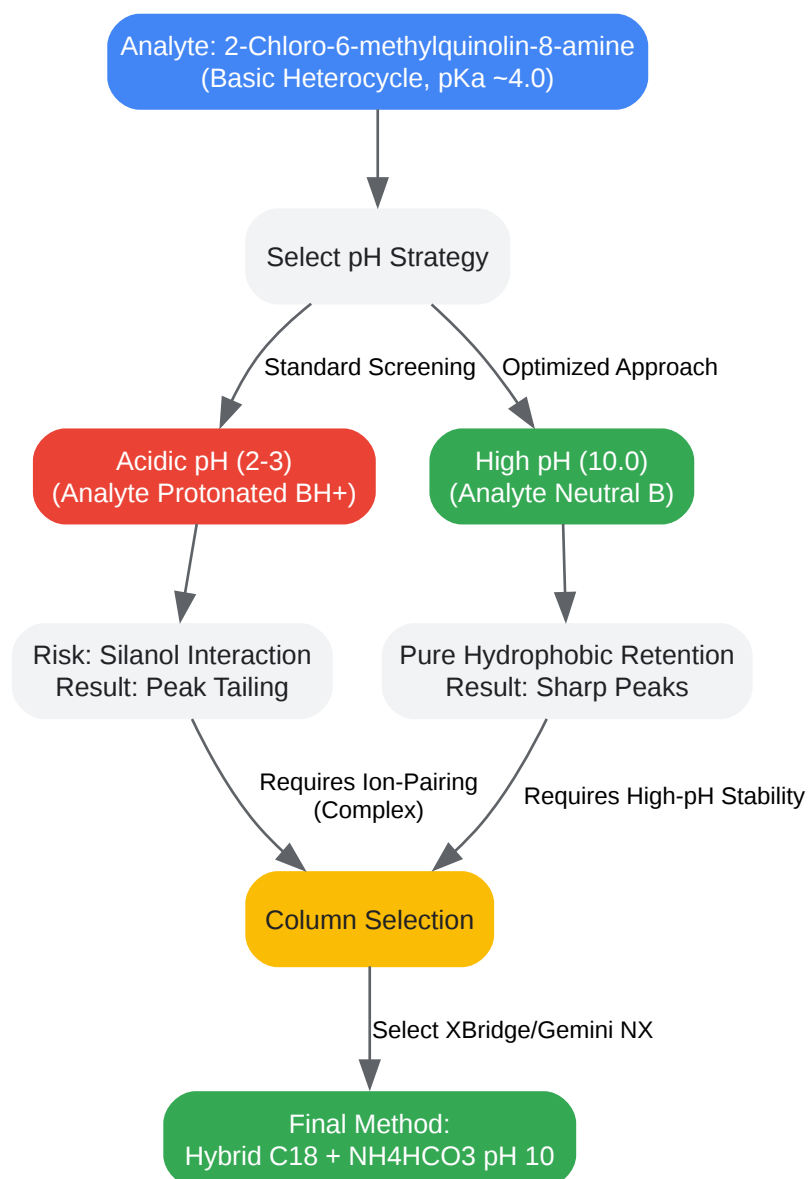 Analyte: 2-Chloro-6-methylquinolin-8-amine
(Basic Heterocycle, pKa ~4.0)
Select pH Strategy
Standard Screening
Optimized Approach
Acidic pH (2-3)
(Analyte Protonated BH+)
High pH (10.0)
(Analyte Neutral B)
Risk: Silanol Interaction
Result: Peak Tailing
Pure Hydrophobic Retention
Result: Sharp Peaks
Requires Ion-Pairing
(Complex)
Requires High-pH Stability
Column Selection
Select XBridge/Gemini NX
Final Method:
Hybrid C18 + NH4HCO3 pH 10